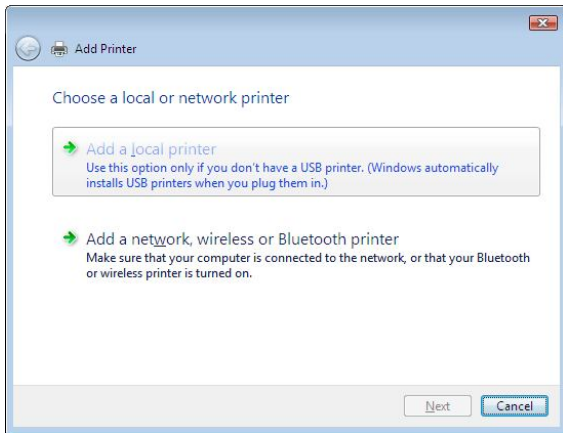 Add Printer
Choose a local or network printer
Add a local printer
Use this option only if you don't have a USB printer. (Windows automatically
installs USB printers when you plug them in.)
Add a network, wireless or Bluetooth printer
Make sure that your computer is connected to the network, or that your Bluetooth
or wireless printer is turned on.
Next
Cancel